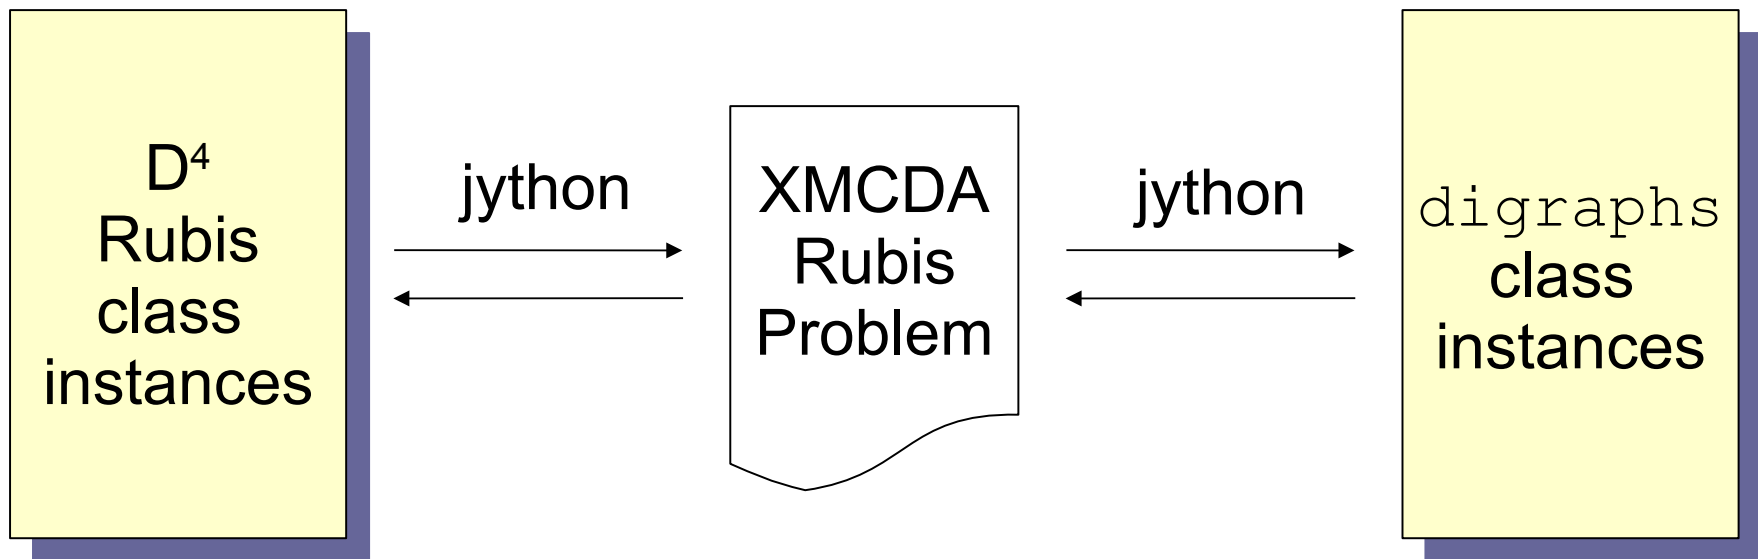 D⁴
Rubis
class
instances
jython
XMCDA
Rubis
Problem
jython
digraphs
class
instances